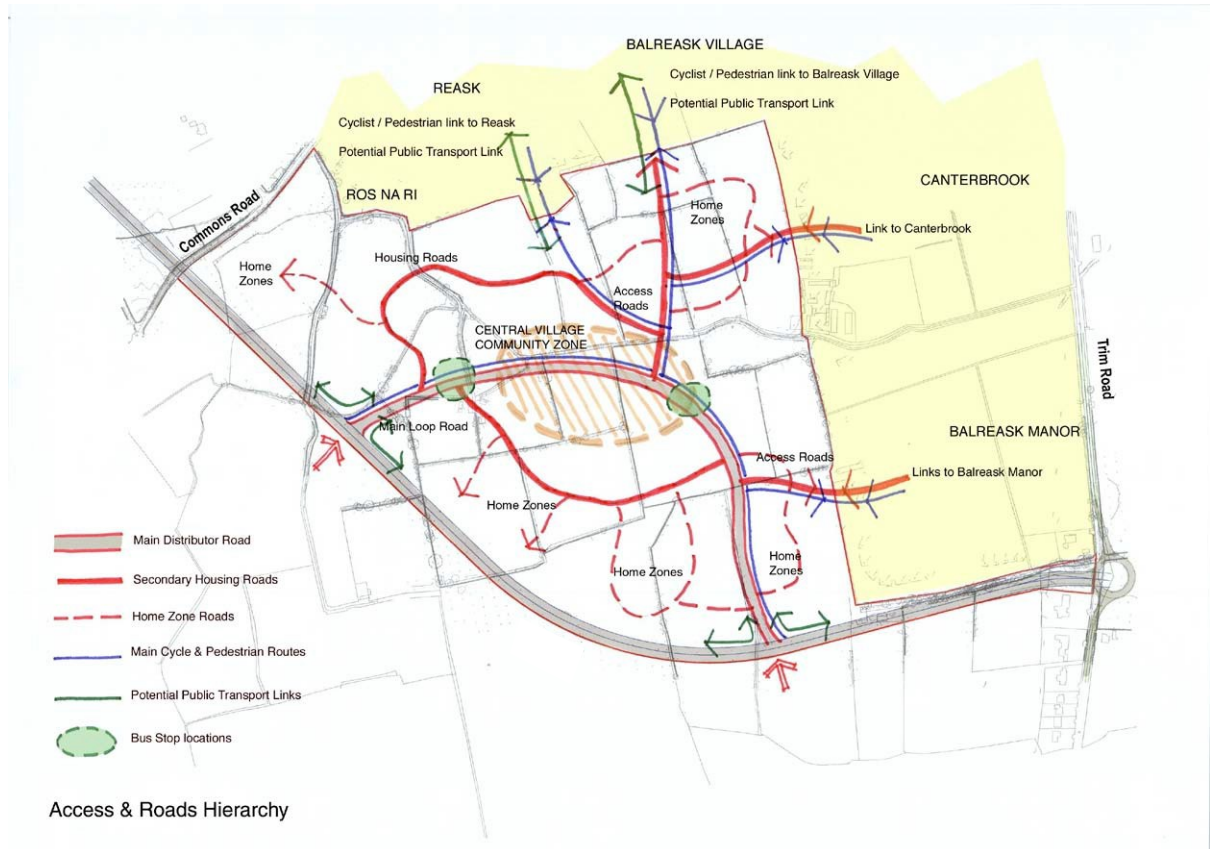 BALREASK VILLAGE
Cyclist / Pedestrian link to Balreask Village
Potential Public Transport Link
REASK
Cyclist / Pedestrian link to Reask
Potential Public Transport Link
CANTERBROOK
ROS NA RI
Commons Road
Home
Zones
Link to Canterbrook
Housing Roads
Home
Zones
Access
Roads
CENTRAL VILLAGE
COMMUNITY ZONE
Trim Road
Main Loop Road
BALREASK MANOR
Access Roads
Links to Balreask Manor
Home Zones
Home Zones
Home
Zones
Main Distributor Road
Secondary Housing Roads
Home Zone Roads
Main Cycle & Pedestrian Routes
Potential Public Transport Links
Bus Stop locations
Access & Roads Hierarchy